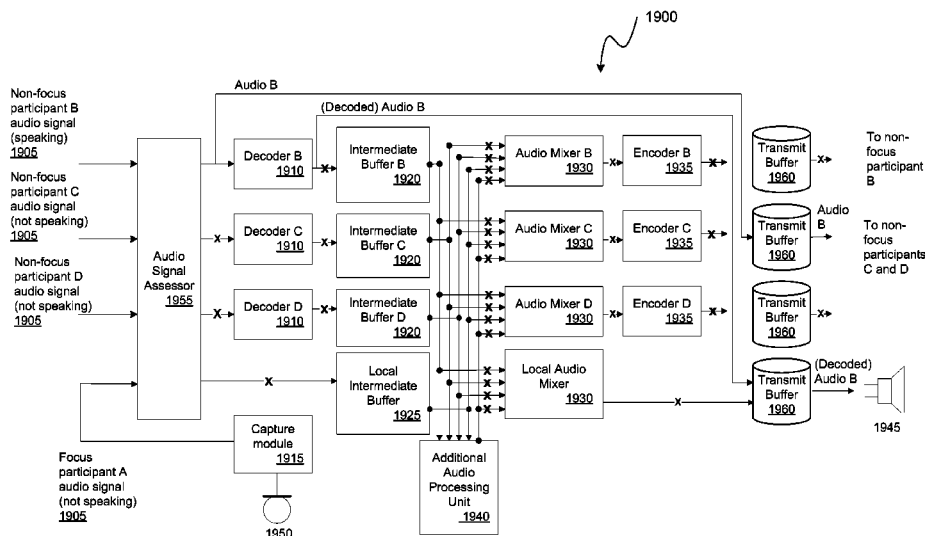 1900
Audio B
(Decoded) Audio B
Non-focus
participant B
audio signal
(speaking)
1905
Non-focus
participant C
audio signal
(not speaking)
1905
Non-focus
participant D
audio signal
(not speaking)
1905
Focus
participant A
audio signal
(not speaking)
1905
Audio
Signal
Assessor
1955
Decoder B
1910
Decoder C
1910
Decoder D
1910
Capture
module
1915
1950
Intermediate
Buffer B
1920
Intermediate
Buffer C
1920
Intermediate
Buffer D
1920
Local
Intermediate
Buffer
1925
Additional
Audio
Processing
Unit
1940
Audio Mixer B
1930
Audio Mixer C
1930
Audio Mixer D
1930
Local Audio
Mixer
1930
Encoder B
1935
Encoder C
1935
Encoder D
1935
Transmit
Buffer
1960
Transmit
Buffer
1960
Transmit
Buffer
1960
Transmit
Buffer
1960
To non-
focus
participant
B
Audio
B
To non-
focus
participants
C and D
(Decoded)
Audio B
1945